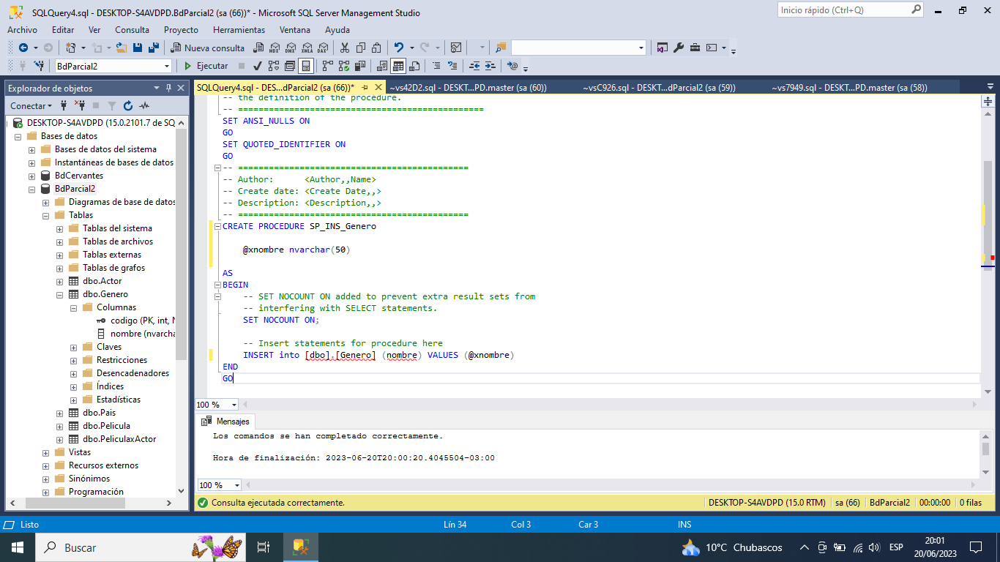 SQLQuery4.sql - DESKTOP-S4AVDPD.BdParcial2 (sa (66))* - Microsoft SQL Server Management Studio
Inicio rápido (Ctrl+Q)
Archivo Editar Ver Consulta Proyecto Herramientas Ventana Ayuda
Nueva consulta MDX DMX XMLA DAX
BdParcial2 Ejecutar
Explorador de objetos
Conectar
DESKTOP-S4AVDPD (15.0.2101.7 de SQ
Bases de datos
Bases de datos del sistema
Instantáneas de bases de datos
BdCervantes
BdParcial2
Diagramas de base de datos
Tablas
Tablas del sistema
Tablas de archivos
Tablas externas
Tablas de grafos
dbo.Actor
dbo.Genero
Columnas
codigo (PK, int, N
nombre (nvarcha
Claves
Restricciones
Desencadenadores
Índices
Estadísticas
dbo.Pais
dbo.Pelicula
dbo.PeliculaxActor
Vistas
Recursos externos
Sinónimos
Programación
SQLQuery4.sql - DES...dParcial2 (sa (66))* ~vs42D2.sql - DESKT...PD.master (sa (60)) ~vsC926.sql - DESKT...dParcial2 (sa (59)) ~vs7949.sql - DESKT...PD.master (sa (58))
-- the definition of the procedure.
-- ================================================
SET ANSI_NULLS ON
GO
SET QUOTED_IDENTIFIER ON
GO
-- =============================================
-- Author: <Author,,Name>
-- Create date: <Create Date,,>
-- Description: <Description,,>
-- =============================================
CREATE PROCEDURE SP_INS_Genero
@xnombre nvarchar(50)
AS
BEGIN
-- SET NOCOUNT ON added to prevent extra result sets from
-- interfering with SELECT statements.
SET NOCOUNT ON;
-- Insert statements for procedure here
INSERT into [dbo].[Genero] (nombre) VALUES (@xnombre)
END
GO
100 %
Mensajes
Los comandos se han completado correctamente.
Hora de finalización: 2023-06-20T20:00:20.4045504-03:00
100 %
Consulta ejecutada correctamente. DESKTOP-S4AVDPD (15.0 RTM) sa (66) BdParcial2 00:00:00 0 filas
Listo Lín 34 Col 3 Car 3 INS
Buscar 10°C Chubascos ESP 20:01
20/06/2023